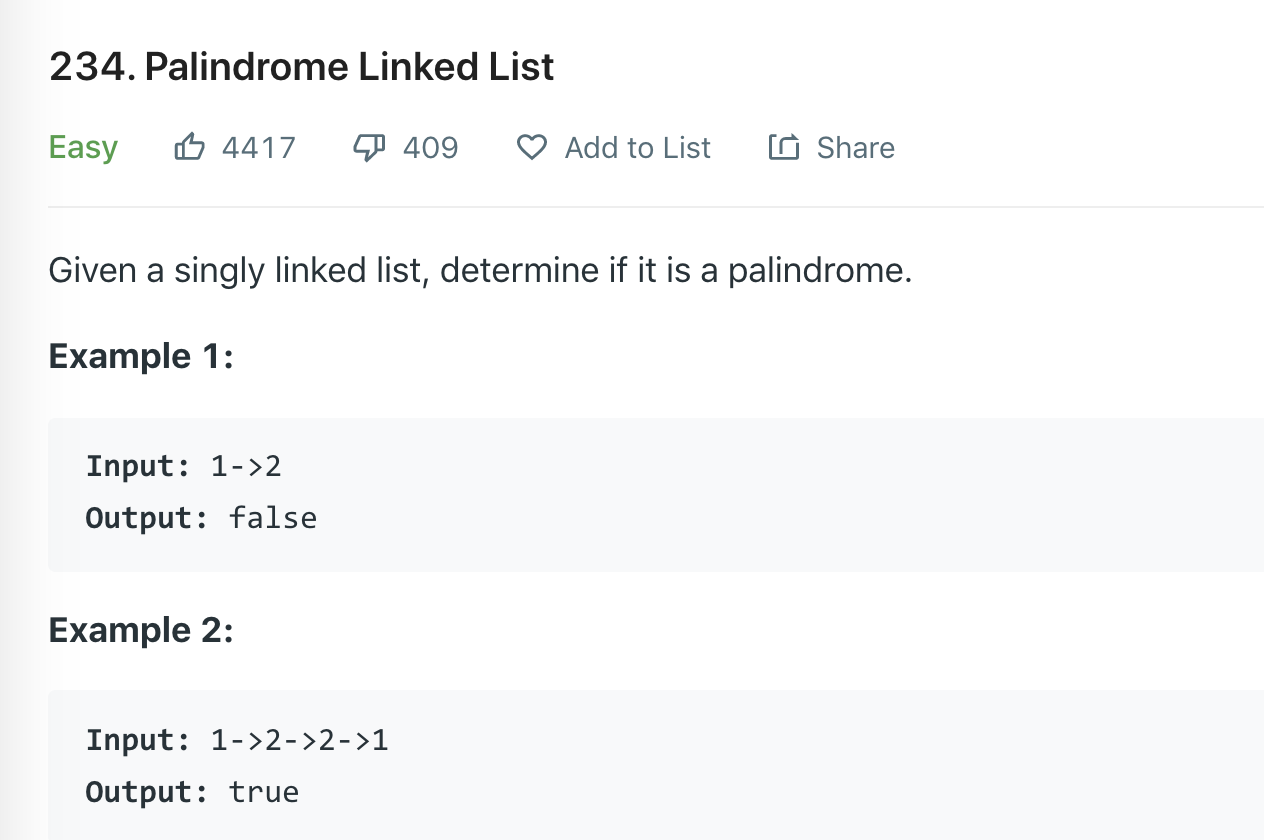 234. Palindrome Linked List
Easy 4417 409 Add to List Share
Given a singly linked list, determine if it is a palindrome.
Example 1:
Input: 1->2
Output: false
Example 2:
Input: 1->2->2->1
Output: true